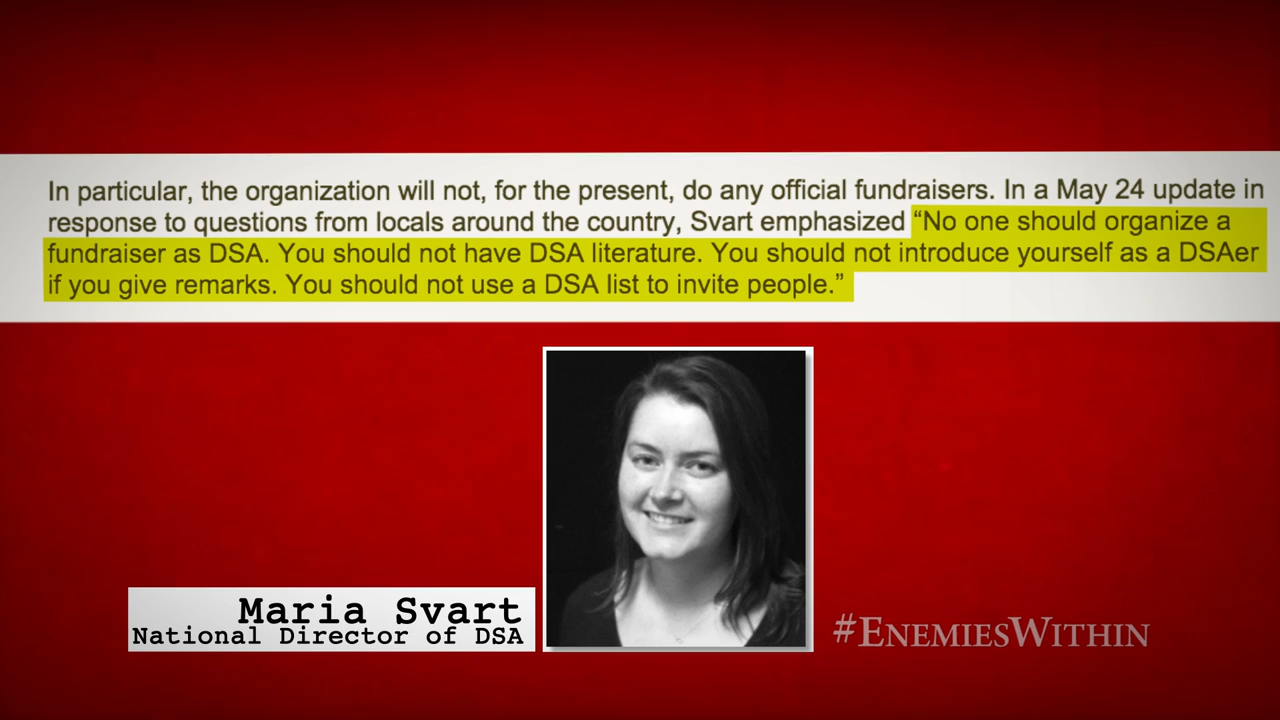 In particular, the organization will not, for the present, do any official fundraisers. In a May 24 update in
response to questions from locals around the country, Svart emphasized “No one should organize a
fundraiser as DSA. You should not have DSA literature. You should not introduce yourself as a DSAer
if you give remarks. You should not use a DSA list to invite people.”
Maria Svart
National Director of DSA
#EnemiesWithin